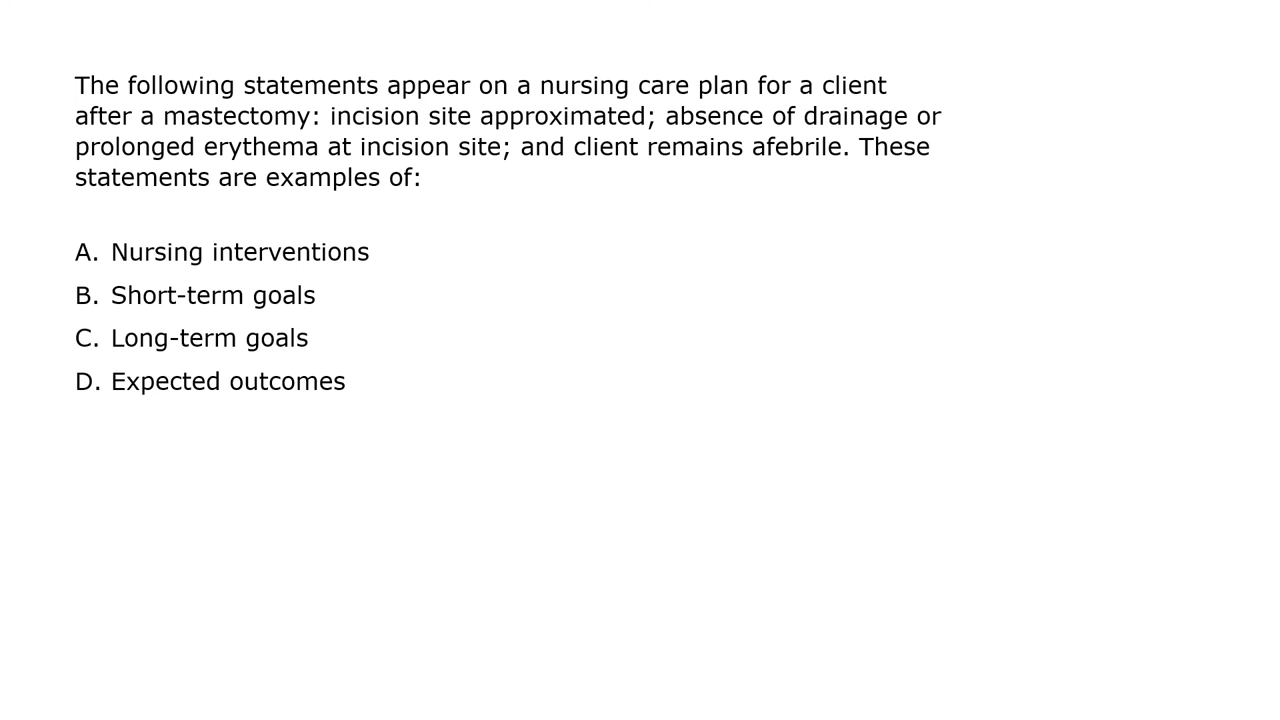 The following statements appear on a nursing care plan for a client
after a mastectomy: incision site approximated; absence of drainage or
prolonged erythema at incision site; and client remains afebrile. These
statements are examples of:
A. Nursing interventions
B. Short-term goals
C. Long-term goals
D. Expected outcomes